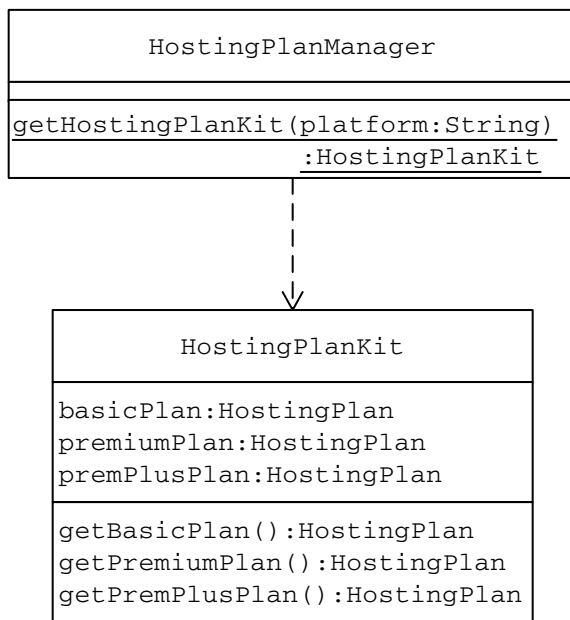 HostingPlanManager
getHostingPlanKit(platform:String)
:HostingPlanKit
HostingPlanKit
basicPlan:HostingPlan
premiumPlan:HostingPlan
premPlusPlan:HostingPlan
getBasicPlan():HostingPlan
getPremiumPlan():HostingPlan
getPremPlusPlan():HostingPlan